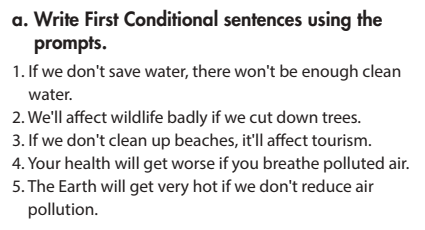 a. Write First Conditional sentences using the
prompts.
1. If we don't save water, there won't be enough clean
water.
2. We'll affect wildlife badly if we cut down trees.
3. If we don't clean up beaches, it'll affect tourism.
4. Your health will get worse if you breathe polluted air.
5. The Earth will get very hot if we don't reduce air
pollution.